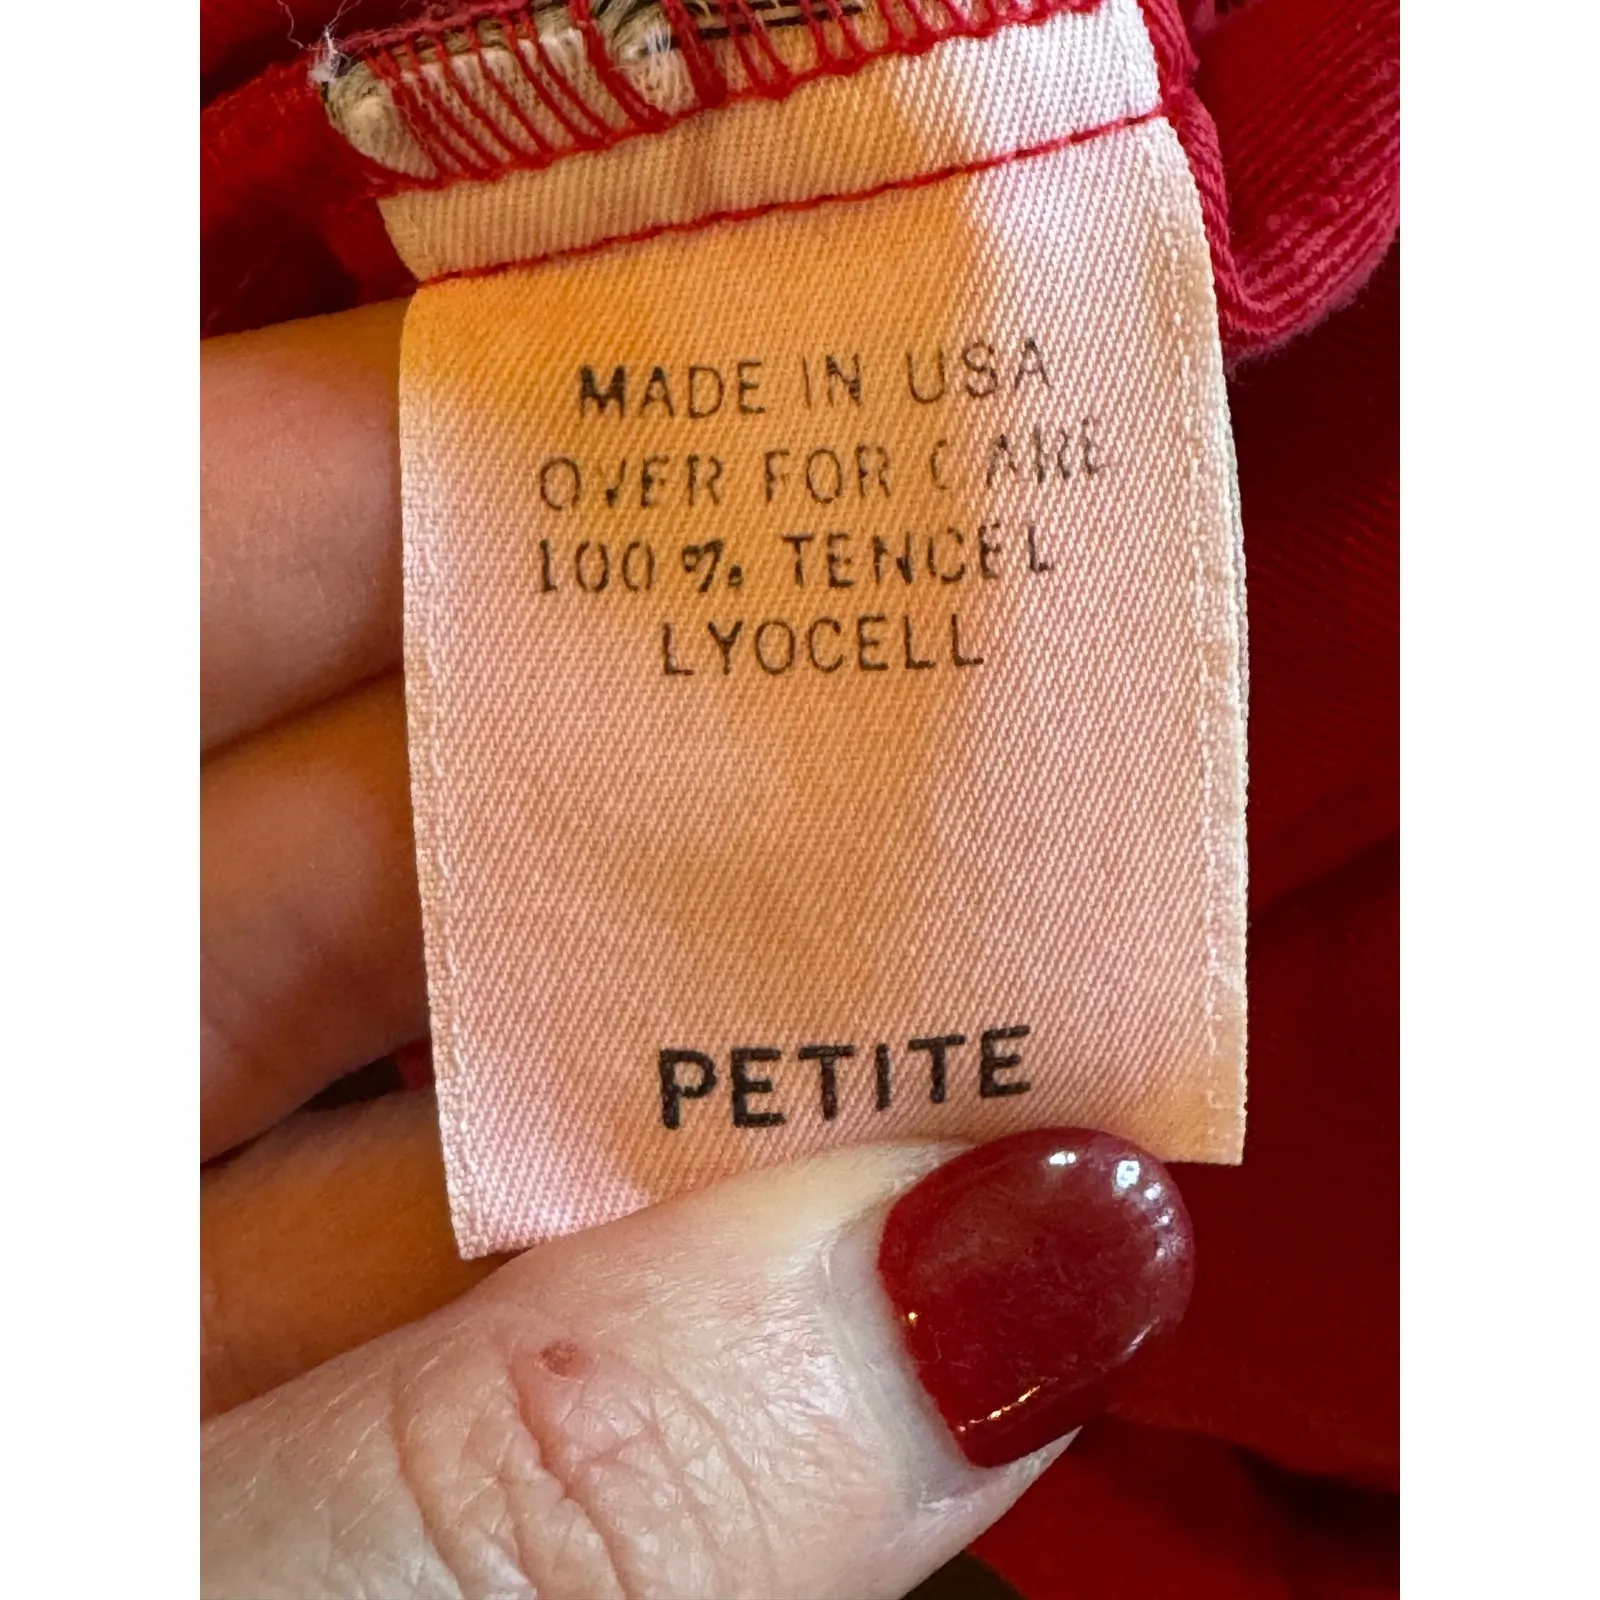 MADE IN USA
OVER FOR CARE
100% TENCEL
LYOCELL
PETITE